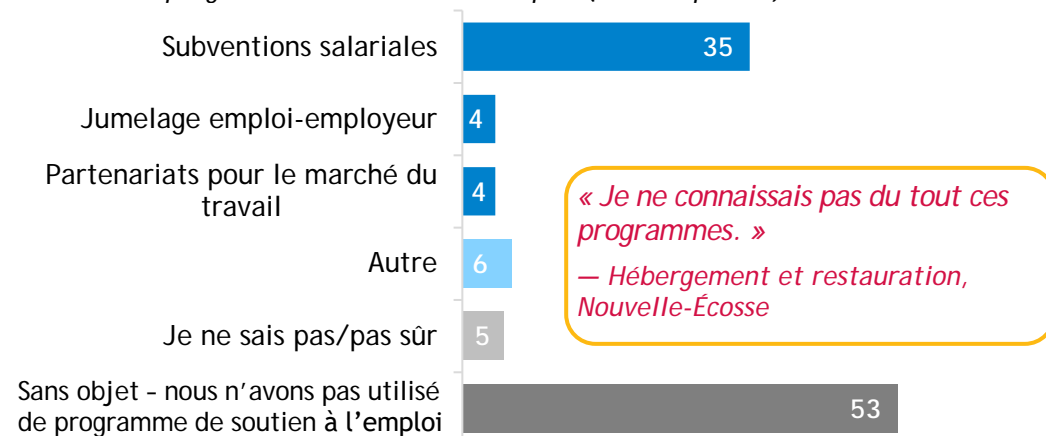 Subventions salariales
35
Jumelage emploi-employeur
4
Partenariats pour le marché du
travail
4
Autre
6
Je ne sais pas/pas sûr
5
Sans objet – nous n’avons pas utilisé
de programme de soutien à l’emploi
53
« Je ne connaissais pas du tout ces
programmes. »
— Hébergement et restauration,
Nouvelle-Écosse